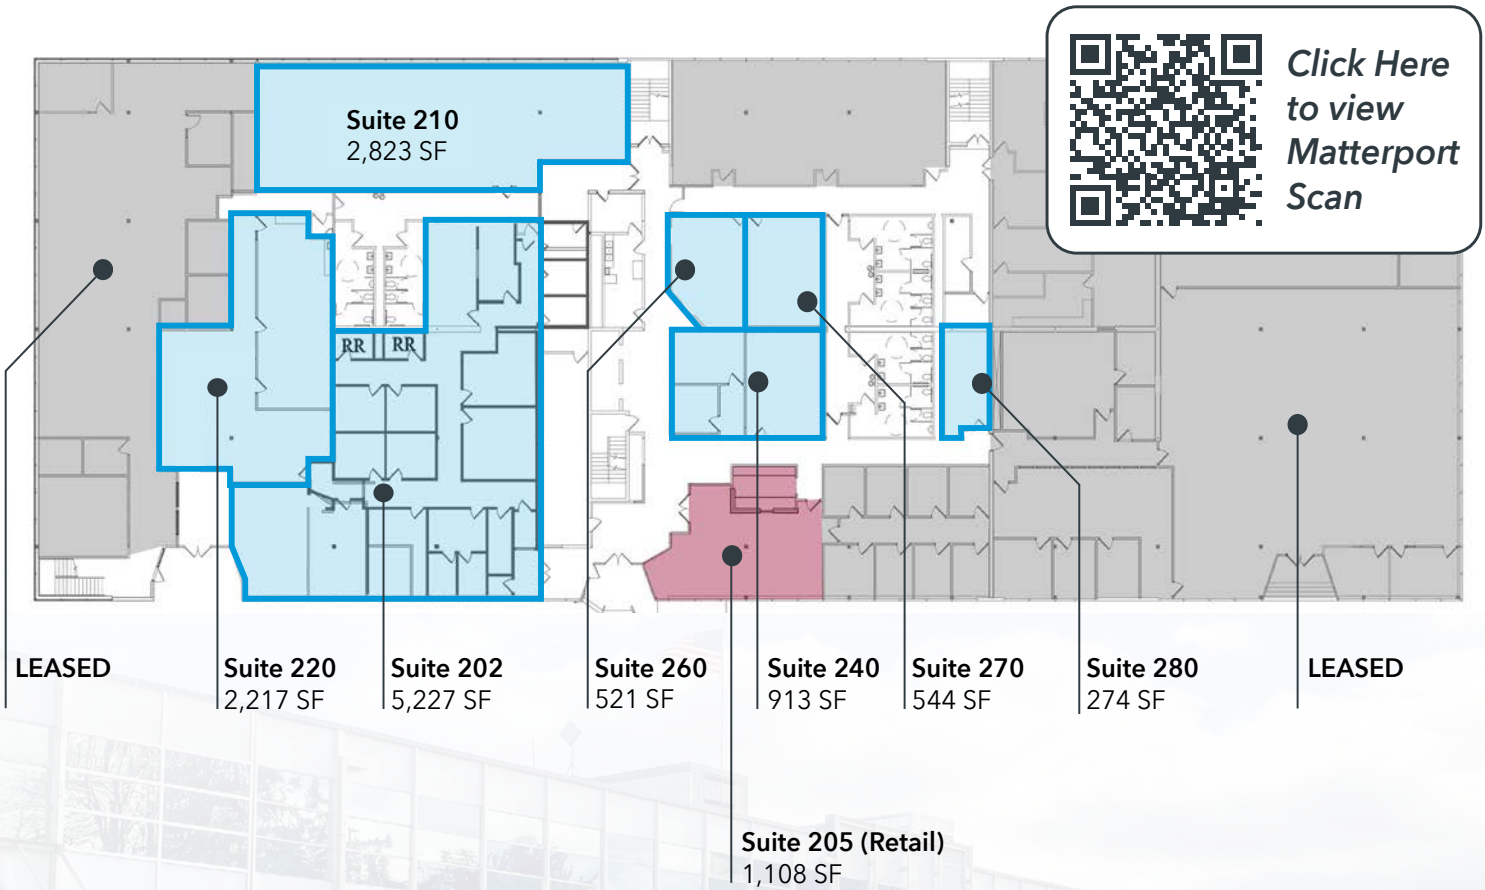 Click Here
to view
Matterport
Scan
Suite 210
2,823 SF
RR
RR
LEASED
Suite 220
2,217 SF
Suite 202
5,227 SF
Suite 260
521 SF
Suite 240
913 SF
Suite 270
544 SF
Suite 280
274 SF
LEASED
Suite 205 (Retail)
1,108 SF